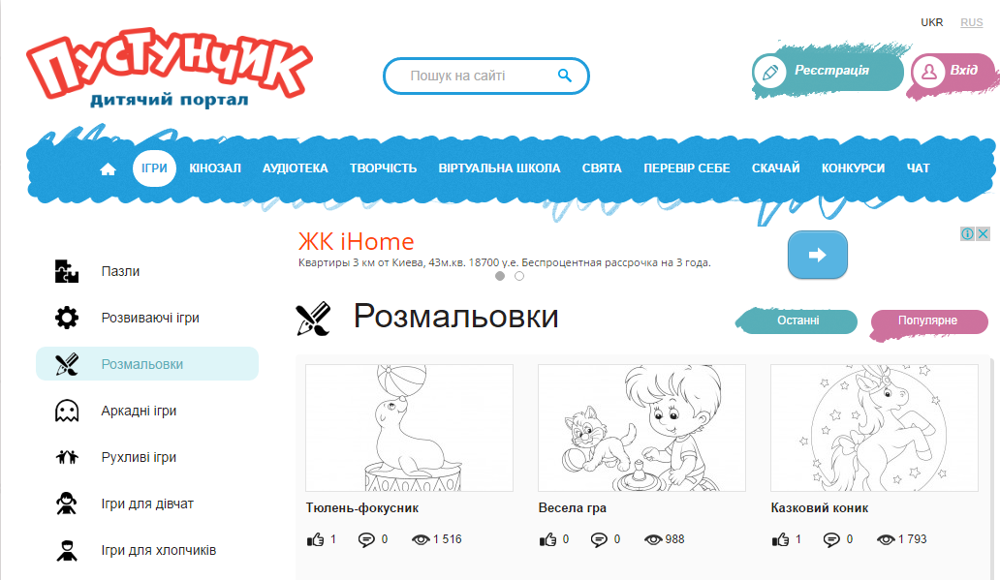 UKR RUS
ПУСТУНЧИК
Дитячий портал
Пошук на сайті
Реєстрація
Вхід
ІГРИ КІНОЗАЛ АУДІОТЕКА ТВОРЧІСТЬ ВІРТУАЛЬНА ШКОЛА СВЯТА ПЕРЕВІР СЕБЕ СКАЧАЙ КОНКУРСИ ЧАТ
ЖК iHome
Квартиры 3 км от Киева, 43м.кв. 18700 у.е. Беспроцентная рассрочка на 3 года.
Пазли
Розвиваючі ігри
Розмальовки
Аркадні ігри
Рухливі ігри
Ігри для дівчат
Ігри для хлопчиків
Розмальовки
Останні
Популярне
Тюлень-фокусник
1 0 1 516
Весела гра
0 0 988
Казковий коник
1 0 1 793